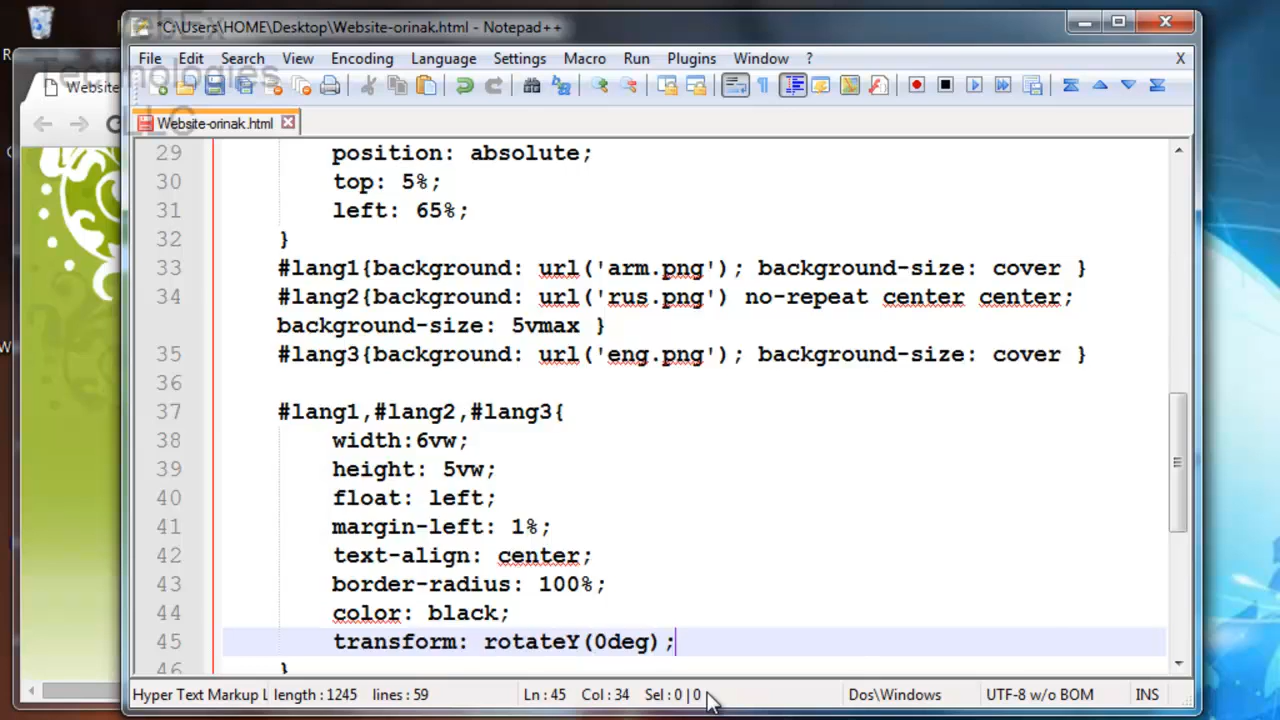 *C:\Users\HOME\Desktop\Website-orinak.html - Notepad++
File Edit Search View Encoding Language Settings Macro Run Plugins Window ? X
Technologies
LLC
Website
Website-orinak.html
29 position: absolute;
30 top: 5%;
31 left: 65%;
32 }
33 #lang1{background: url('arm.png'); background-size: cover }
34 #lang2{background: url('rus.png') no-repeat center center;
background-size: 5vmax }
35 #lang3{background: url('eng.png'); background-size: cover }
36
37 #lang1,#lang2,#lang3{
38 width:6vw;
39 height: 5vw;
40 float: left;
41 margin-left: 1%;
42 text-align: center;
43 border-radius: 100%;
44 color: black;
45 transform: rotateY(0deg);
46 }
Hyper Text Markup L length : 1245 lines : 59 Ln : 45 Col : 34 Sel : 0 | 0 Dos\Windows UTF-8 w/o BOM INS